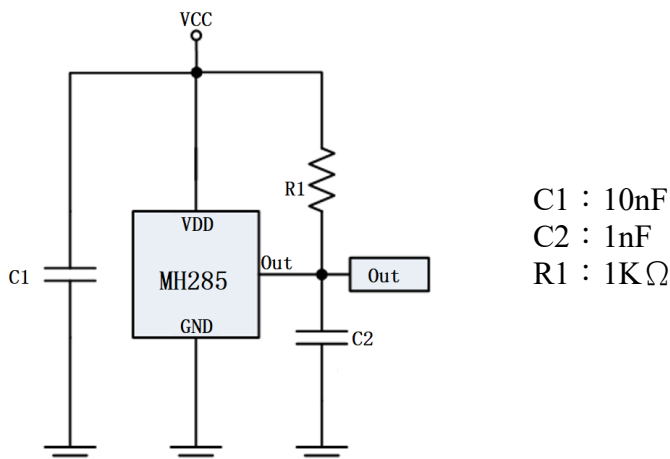 VCC
R1
VDD
C1
MH285
Out
Out
GND
C2
C1：10nF
C2：1nF
R1：1KΩ